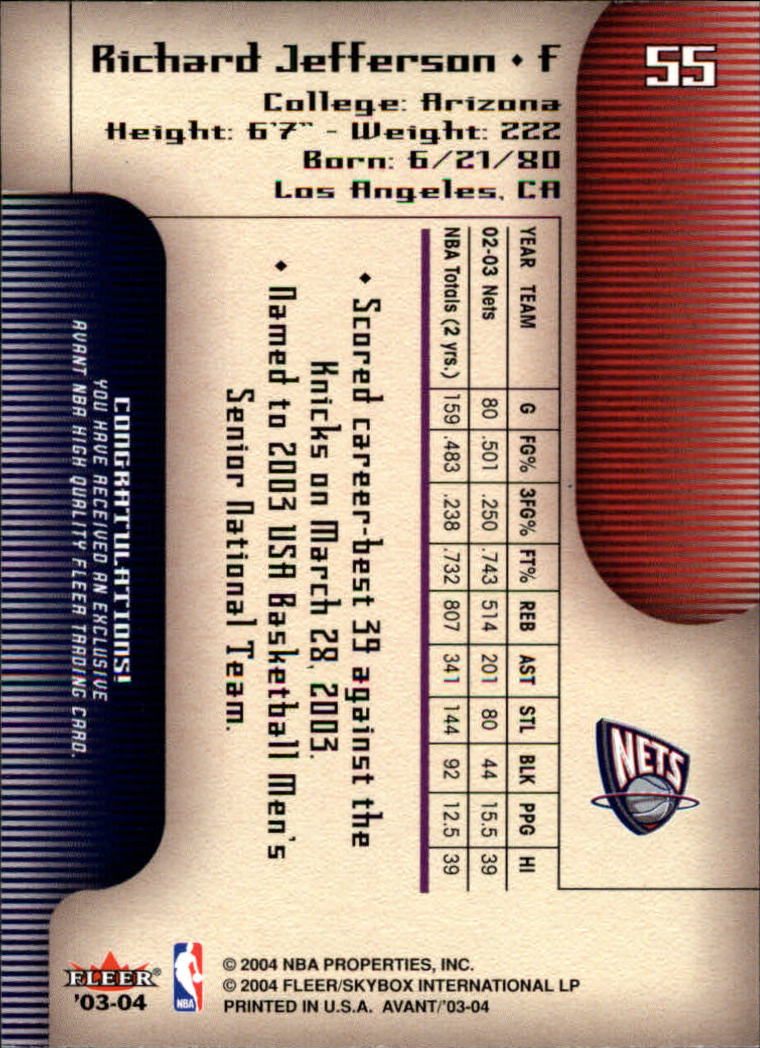 55
Richard Jefferson • F
College: Arizona
Height: 6'7" - Weight: 222
Born: 6/21/80
Los Angeles, CA
YEAR TEAM G FG% 3FG% FT% REB AST STL BLK PPG HI
02-03 Nets 80 .501 .250 .743 514 201 80 44 15.5 39
NBA Totals (2 yrs.) 159 .483 .238 .732 807 341 144 92 12.5 39
• Scored career-best 39 against the
Knicks on March 28, 2003.
• Named to 2003 USA Basketball Men's
Senior National Team.
NETS
CONGRATULATIONS!
YOU HAVE RECEIVED AN EXCLUSIVE
AVANT NBA HIGH QUALITY FLEER TRADING CARD.
FLEER®
'03-04
NBA
© 2004 NBA PROPERTIES, INC.
© 2004 FLEER/SKYBOX INTERNATIONAL LP
PRINTED IN U.S.A. AVANT/'03-04